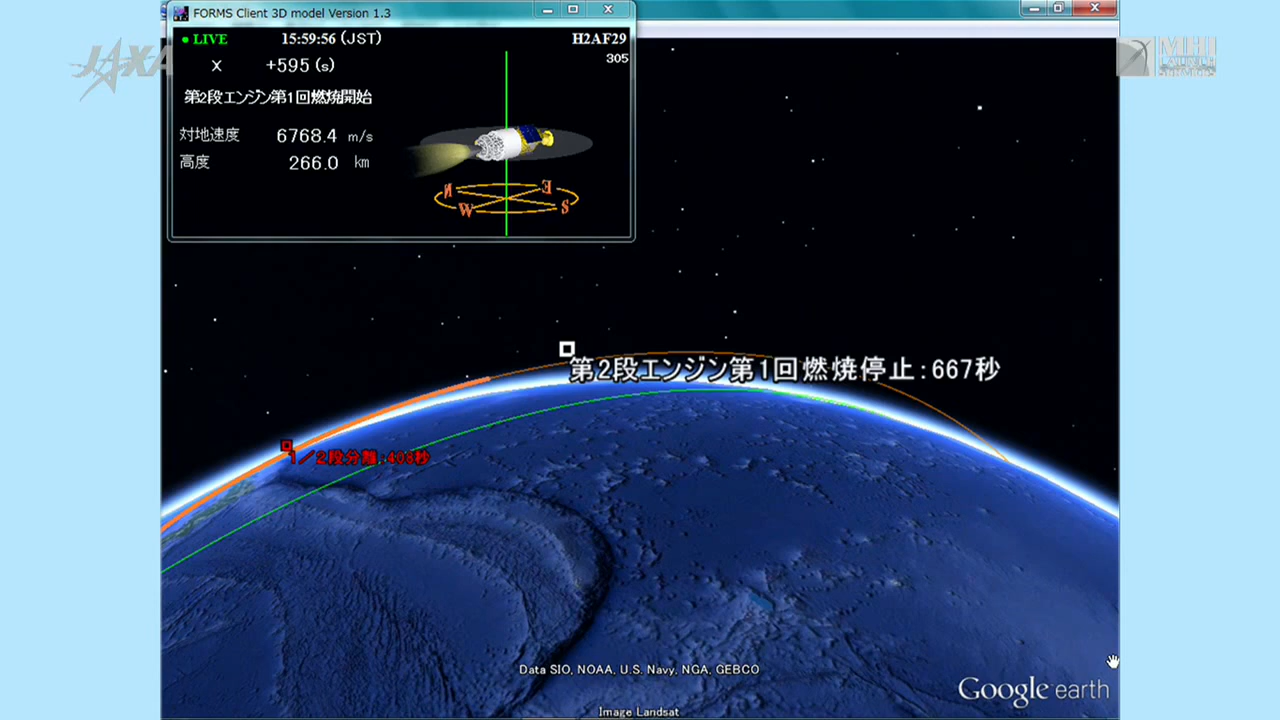 FORMS Client 3D model Version 1.3
● LIVE 15:59:56 (JST) H2AF29
X +595 (s) 305
第2段エンジン第1回燃焼開始
対地速度 6768.4 m/s
高度 266.0 km
N E
W S
JAXA
MHI
LAUNCH
SERVICES
第2段エンジン第1回燃焼停止:667秒
1/2段分離:408秒
Data SIO, NOAA, U.S. Navy, NGA, GEBCO
Google earth
Image Landsat